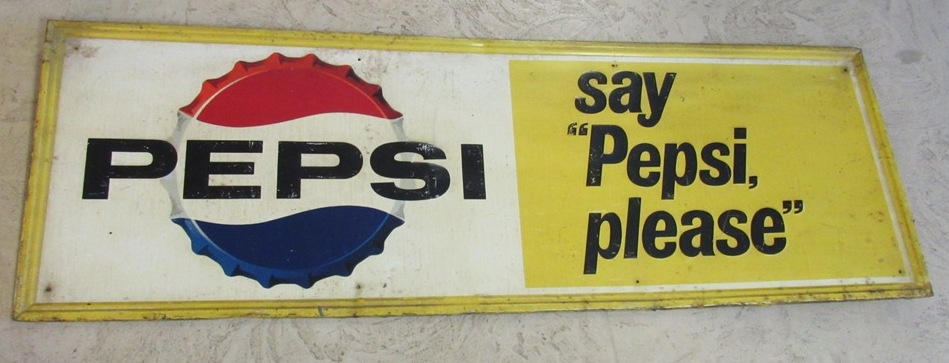 PEPSI
say
“Pepsi,
please”